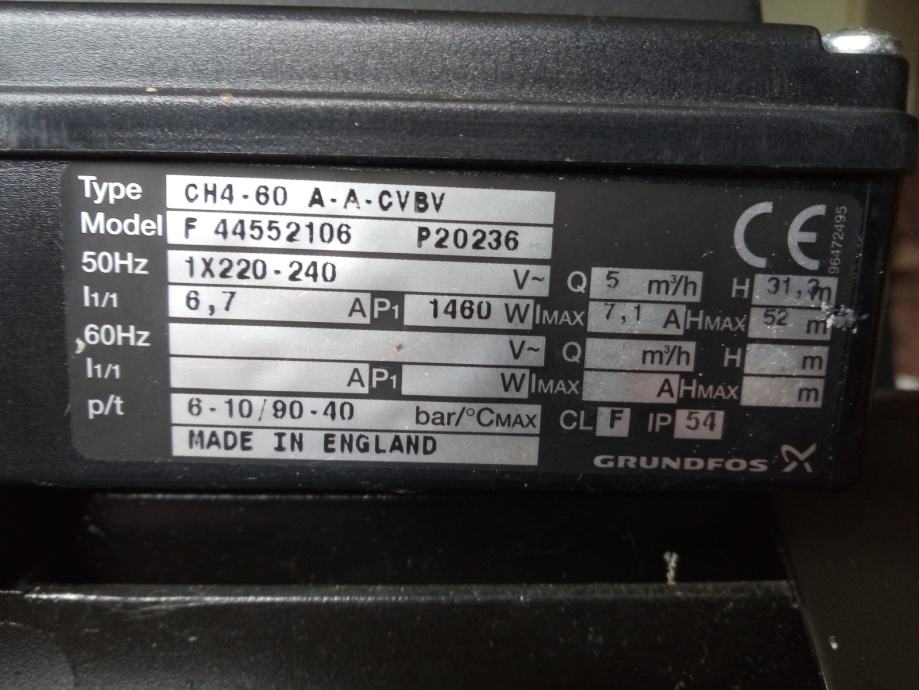 Type CH4-60 A-A-CVBV
Model F 44552106 P20236
50Hz 1X220-240 V~ Q 5 m³/h H 31,2m
I1/1 6,7 A P1 1460 W IMAX 7,1 A HMAX 52 m
60Hz V~ Q m³/h H m
I1/1 A P1 W IMAX A HMAX m
p/t 6-10/90-40 bar/°CMAX CL F IP 54
MADE IN ENGLAND
GRUNDFOS
CE
96472495